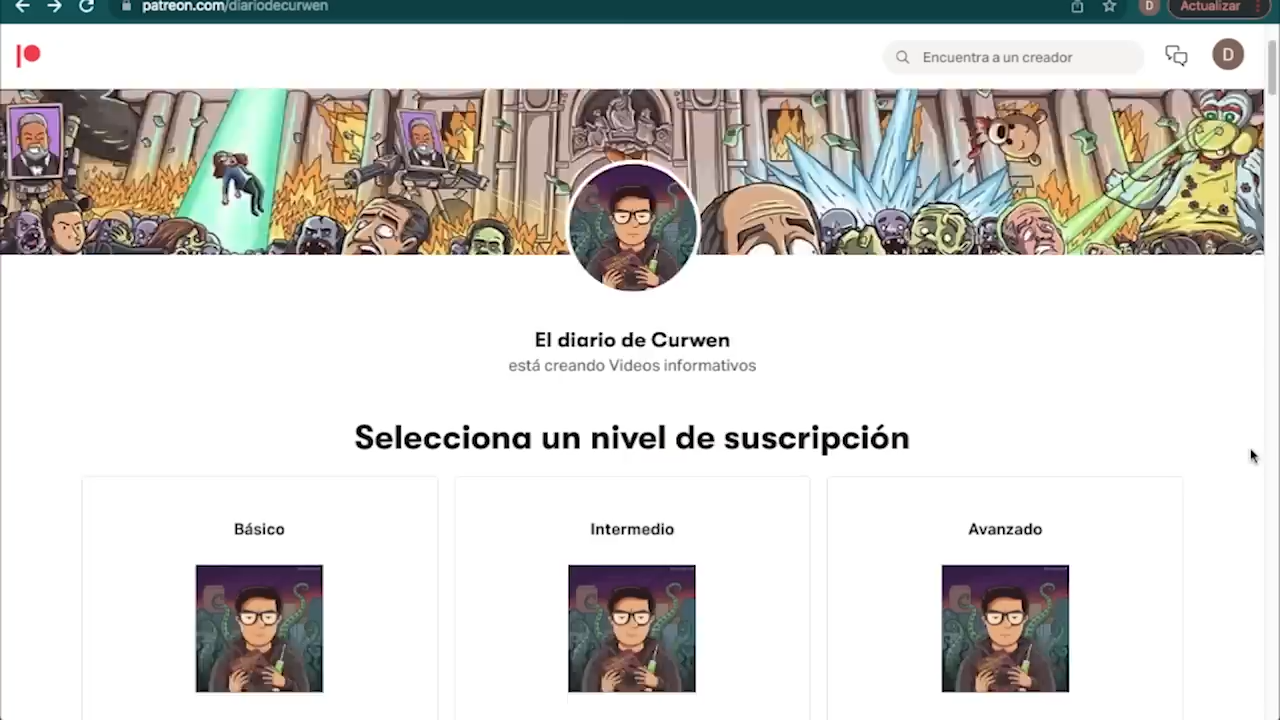 patreon.com/diariodecurwen
D
Actualizar
Encuentra a un creador
D
El diario de Curwen
está creando Videos informativos
Selecciona un nivel de suscripción
Básico
Intermedio
Avanzado